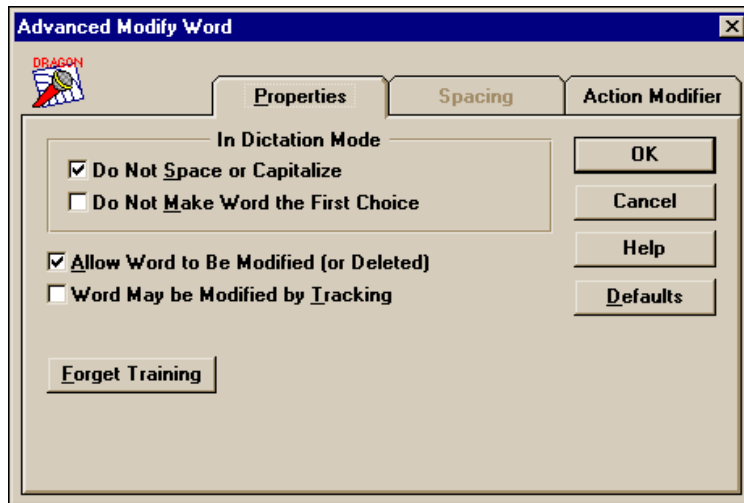 Advanced Modify Word
DRAGON
Properties
Spacing
Action Modifier
In Dictation Mode
Do Not Space or Capitalize
Do Not Make Word the First Choice
Allow Word to Be Modified (or Deleted)
Word May be Modified by Tracking
Forget Training
OK
Cancel
Help
Defaults